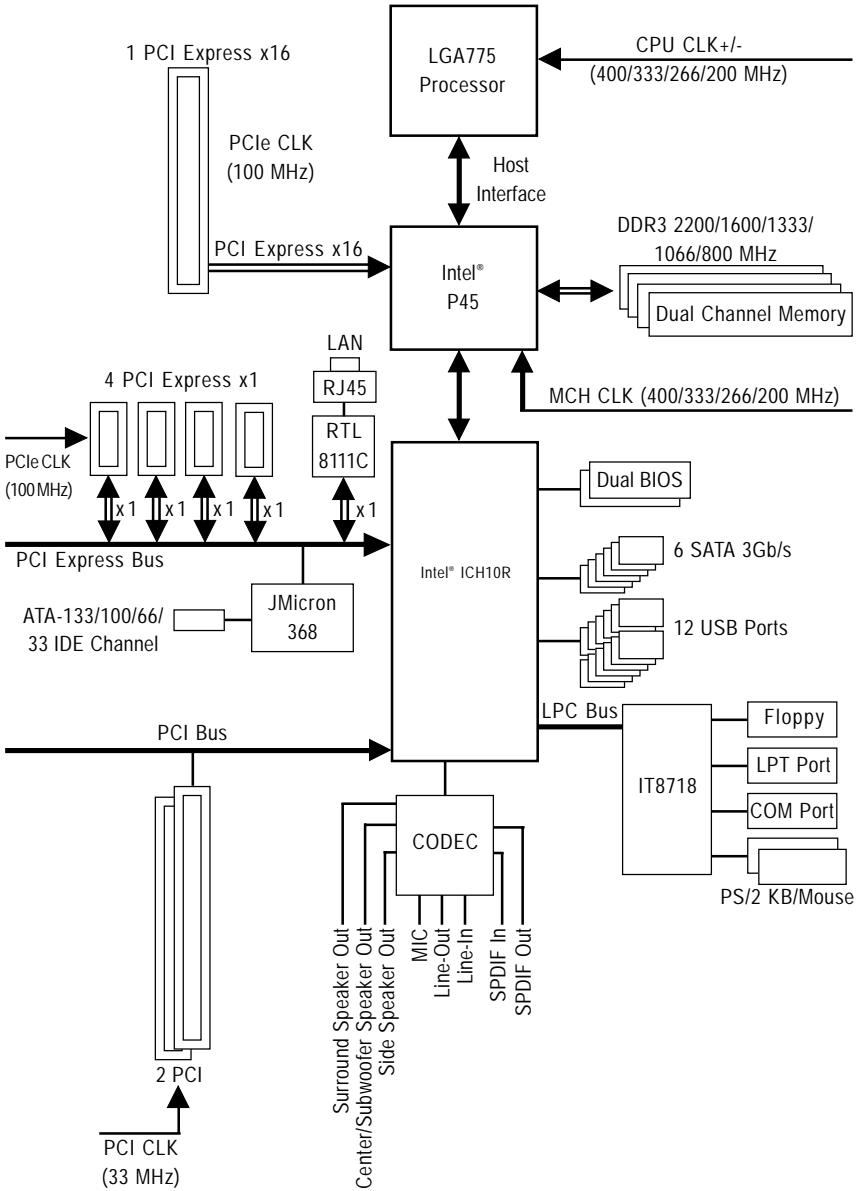 1 PCI Express x16
LGA775
Processor
CPU CLK+/-
(400/333/266/200 MHz)
PCIe CLK
(100 MHz)
Host
Interface
PCI Express x16
Intel®
P45
DDR3 2200/1600/1333/
1066/800 MHz
Dual Channel Memory
LAN
RJ45
4 PCI Express x1
MCH CLK (400/333/266/200 MHz)
RTL
8111C
PCIe CLK
(100 MHz)
x1
x1
x1
x1
x1
PCI Express Bus
Dual BIOS
Intel® ICH10R
6 SATA 3Gb/s
ATA-133/100/66/
33 IDE Channel
JMicron
368
12 USB Ports
LPC Bus
PCI Bus
IT8718
Floppy
LPT Port
COM Port
PS/2 KB/Mouse
CODEC
Surround Speaker Out
Center/Subwoofer Speaker Out
Side Speaker Out
MIC
Line-Out
Line-In
SPDIF In
SPDIF Out
2 PCI
PCI CLK
(33 MHz)